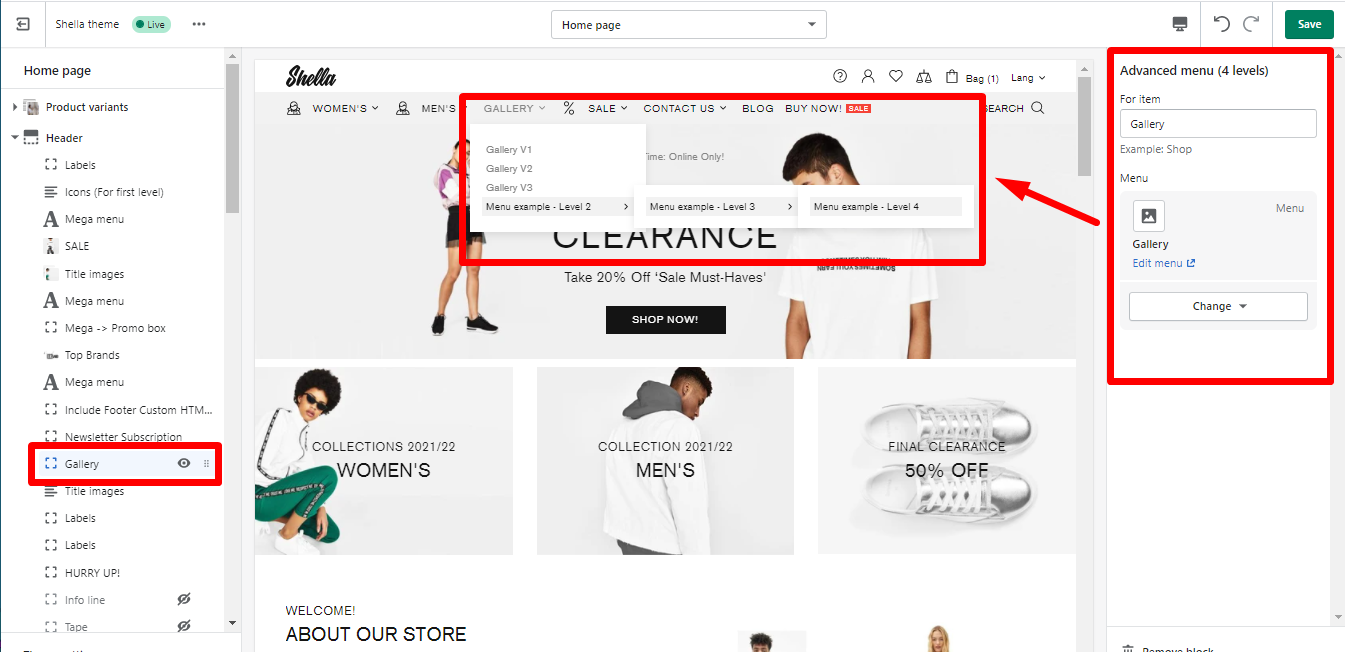 Shella theme
Live
Home page
Save
Home page
Product variants
Header
Labels
Icons (For first level)
Mega menu
SALE
Title images
Mega menu
Mega -> Promo box
Top Brands
Mega menu
Include Footer Custom HTM...
Newsletter Subscription
Gallery
Title images
Labels
Labels
HURRY UP!
Info line
Tape
Shella
Bag (1)
Lang
WOMEN'S
MEN'S
GALLERY
%
SALE
CONTACT US
BLOG
BUY NOW!
SALE
Gallery V1
Gallery V2
Gallery V3
Menu example - Level 2
Menu example - Level 3
Menu example - Level 4
Online Only!
CLEARANCE
Take 20% Off ‘Sale Must-Haves’
SHOP NOW!
COLLECTIONS 2021/22
WOMEN'S
COLLECTION 2021/22
MEN'S
FINAL CLEARANCE
50% OFF
WELCOME!
ABOUT OUR STORE
Advanced menu (4 levels)
For item
Gallery
Example: Shop
Menu
Menu
Gallery
Edit menu
Change
Remove block